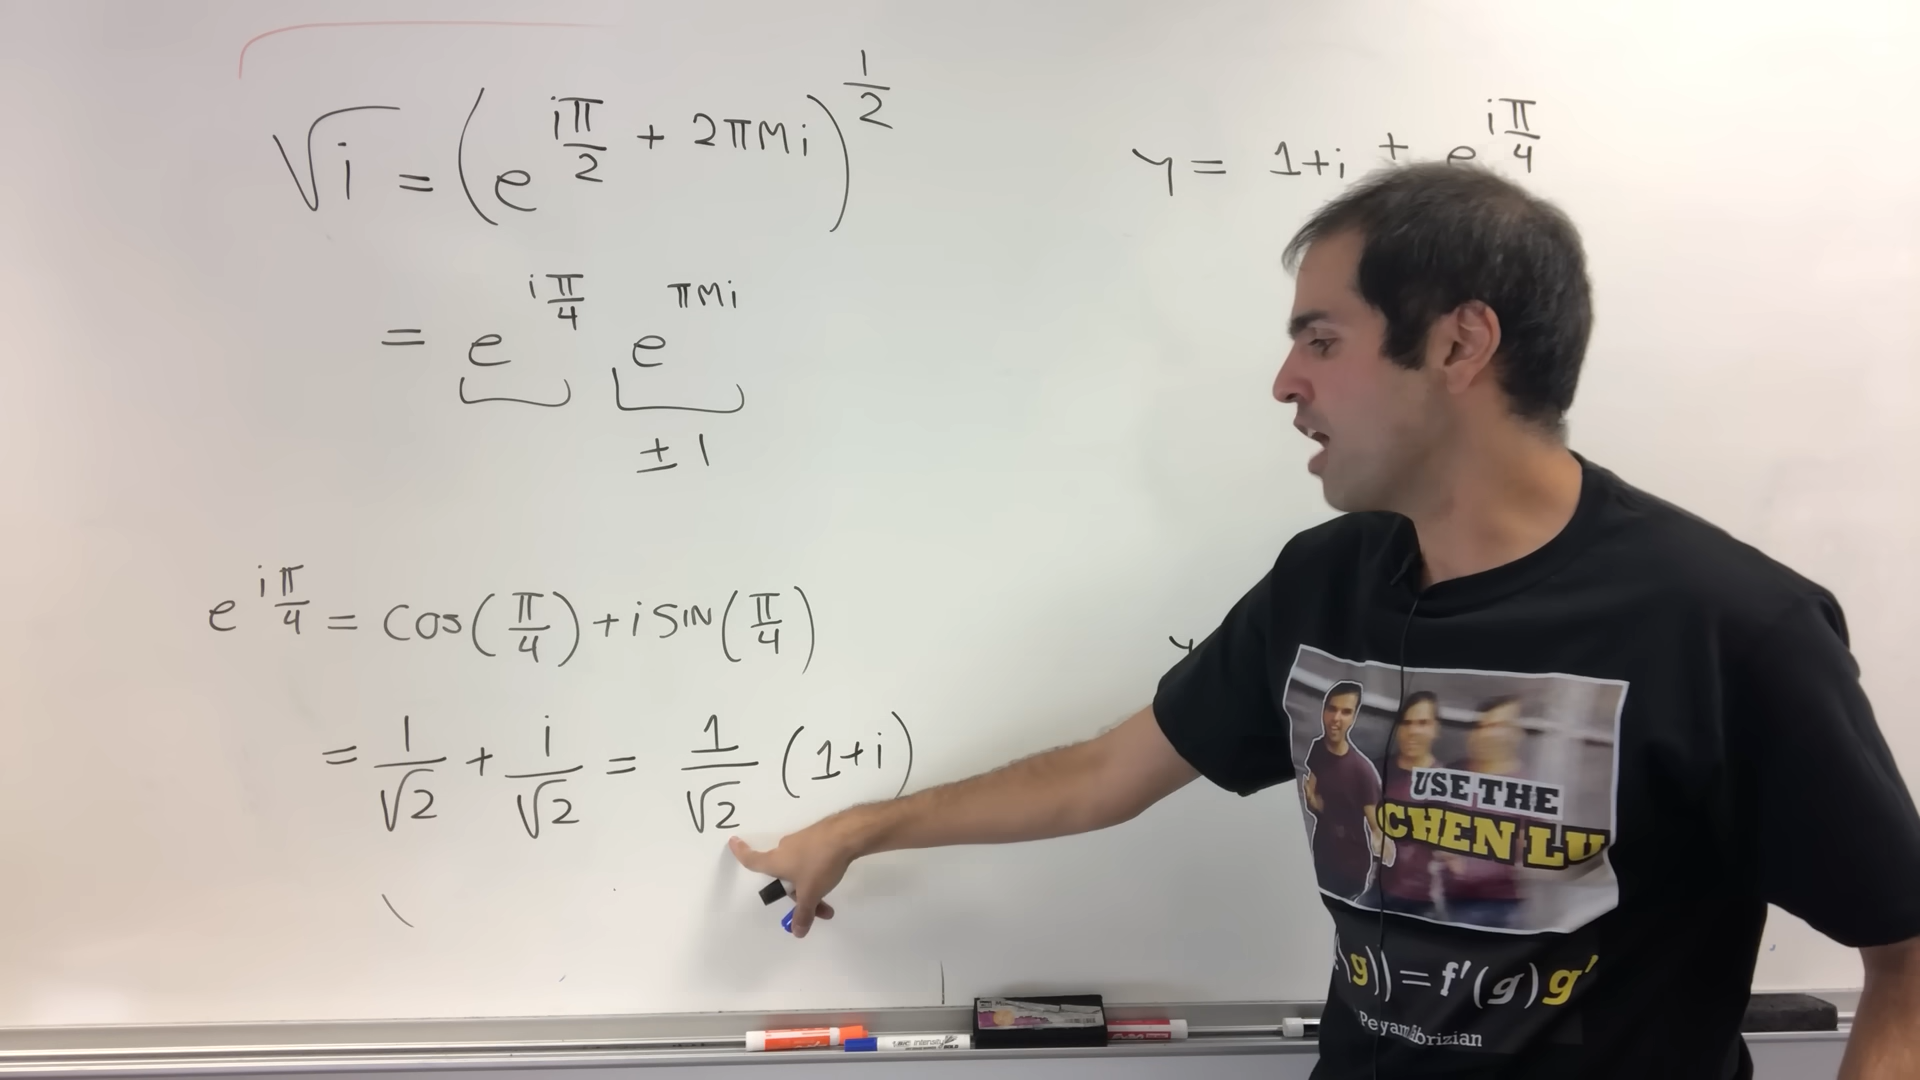 √i = (e^(iπ/2 + 2πMi))^(1/2)
= e^(iπ/4) e^(πMi)
± 1
e^(iπ/4) = cos(π/4) + i sin(π/4)
= 1/√2 + i/√2 = 1/√2 (1+i)
y = 1+i + e^(iπ/4)
y
USE THE
CHEN LU
g)) = f'(g)g'
Peyam
brizian